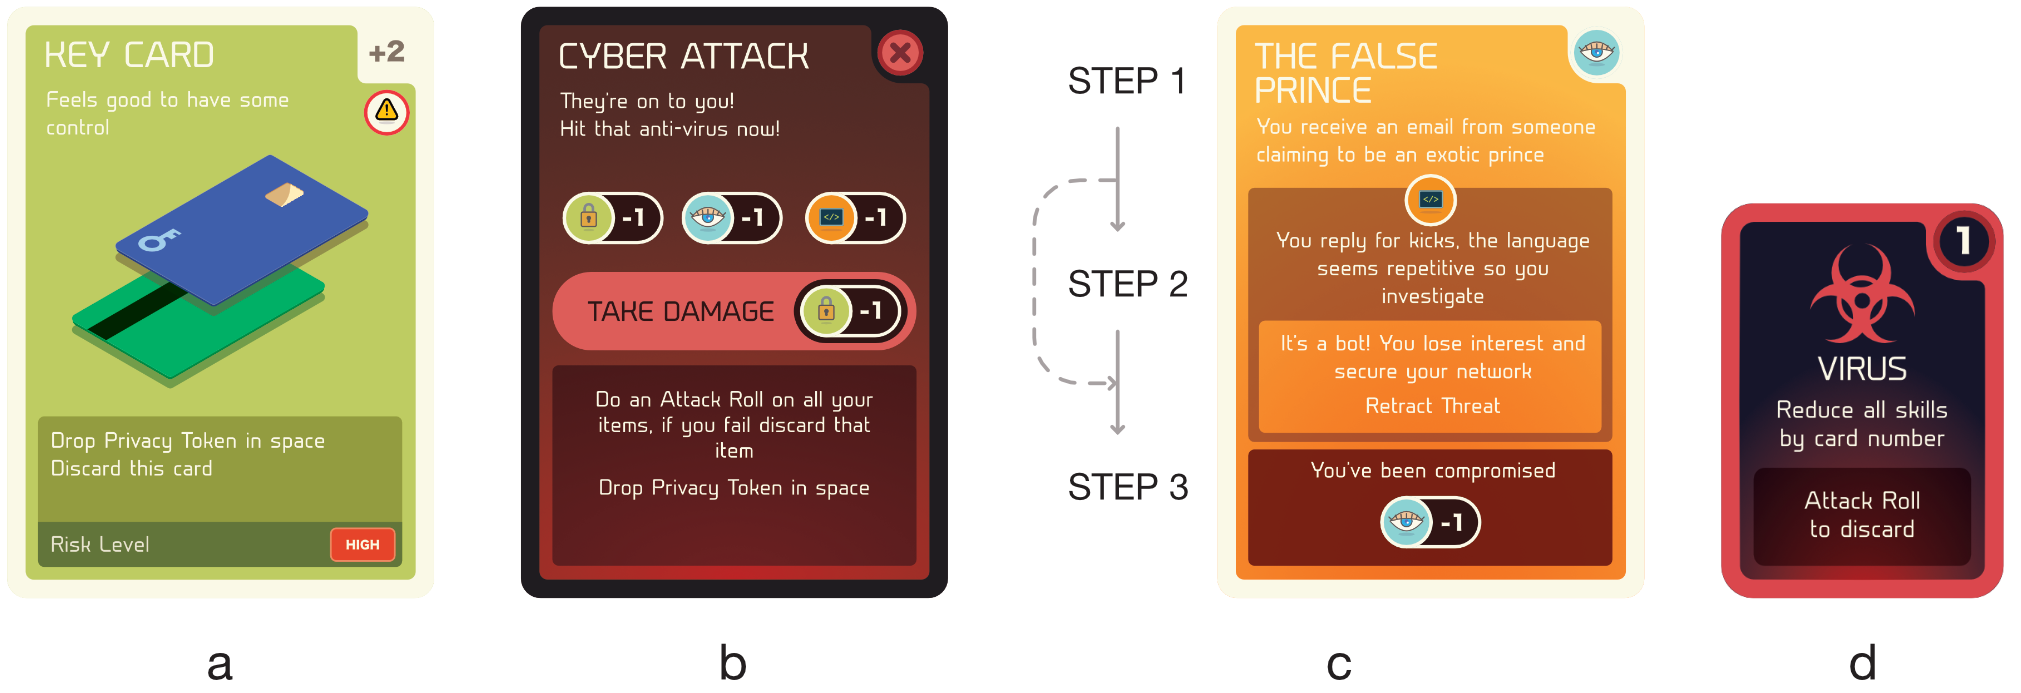 KEY CARD
+2
Feels good to have some
control
Drop Privacy Token in space
Discard this card
Risk Level
HIGH
a
CYBER ATTACK
They're on to you!
Hit that anti-virus now!
-1
-1
-1
TAKE DAMAGE
-1
Do an Attack Roll on all your
items, if you fail discard that
item
Drop Privacy Token in space
b
STEP 1
STEP 2
STEP 3
THE FALSE
PRINCE
You receive an email from someone
claiming to be an exotic prince
</>
You reply for kicks, the language
seems repetitive so you
investigate
It's a bot! You lose interest and
secure your network
Retract Threat
You've been compromised
-1
c
1
VIRUS
Reduce all skills
by card number
Attack Roll
to discard
d